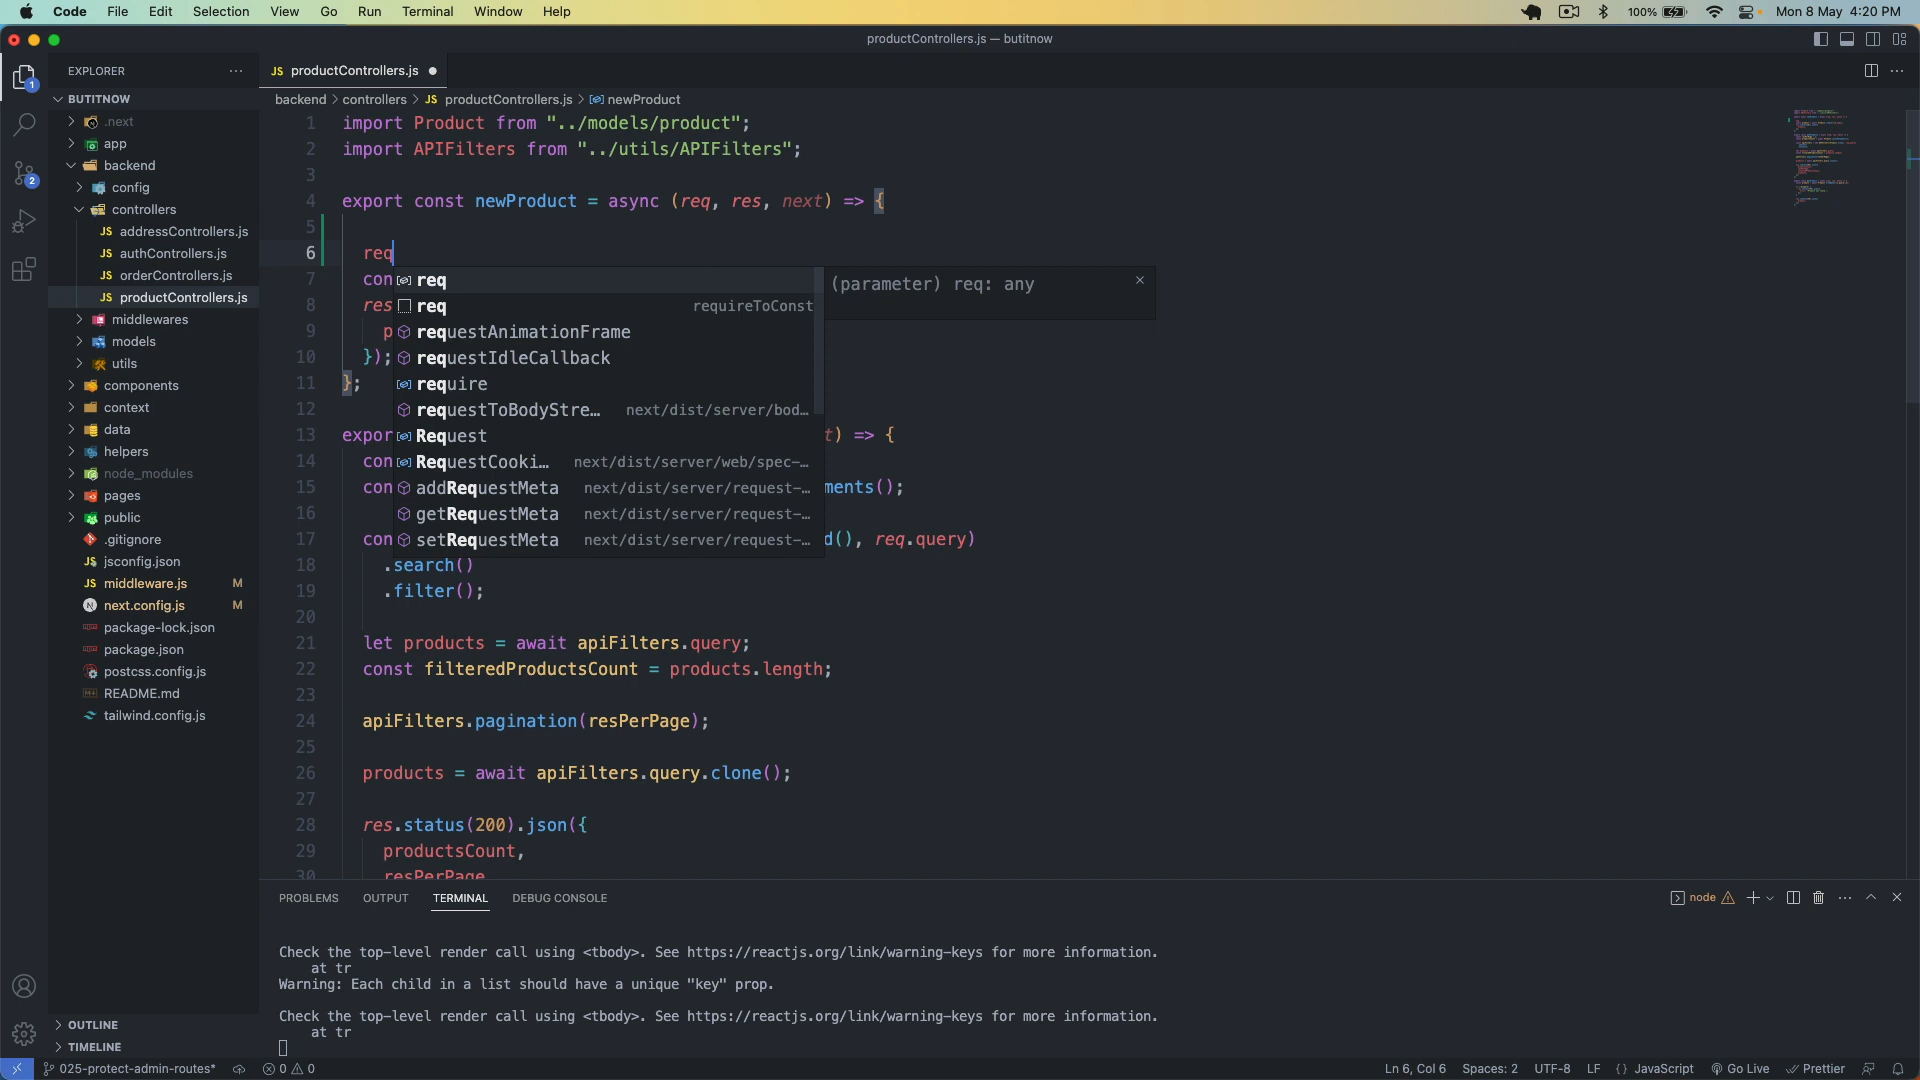 Code File Edit Selection View Go Run Terminal Window Help 100% Mon 8 May 4:20 PM
productControllers.js — butitnow
EXPLORER
JS productControllers.js
BUTITNOW
backend > controllers > JS productControllers.js > newProduct
.next
app
backend
config
controllers
JS addressControllers.js
JS authControllers.js
JS orderControllers.js
JS productControllers.js
middlewares
models
utils
components
context
data
helpers
node_modules
pages
public
.gitignore
JS jsconfig.json
JS middleware.js M
N next.config.js M
package-lock.json
package.json
postcss.config.js
README.md
tailwind.config.js
OUTLINE
TIMELINE
1
2
1 import Product from "../models/product";
2 import APIFilters from "../utils/APIFilters";
3
4 export const newProduct = async (req, res, next) => {
5
6 req
7 con
8 res
9 p
10 });
11 };
12
13 expor t) => {
14 con
15 con ments();
16
17 con d(), req.query)
18 .search()
19 .filter();
20
21 let products = await apiFilters.query;
22 const filteredProductsCount = products.length;
23
24 apiFilters.pagination(resPerPage);
25
26 products = await apiFilters.query.clone();
27
28 res.status(200).json({
29 productsCount,
30 resPerPage
req
req requireToConst
requestAnimationFrame
requestIdleCallback
require
requestToBodyStre… next/dist/server/bod…
Request
RequestCooki… next/dist/server/web/spec-…
addRequestMeta next/dist/server/request-…
getRequestMeta next/dist/server/request-…
setRequestMeta next/dist/server/request-…
(parameter) req: any
PROBLEMS OUTPUT TERMINAL DEBUG CONSOLE node
Check the top-level render call using <tbody>. See https://reactjs.org/link/warning-keys for more information.
at tr
Warning: Each child in a list should have a unique "key" prop.
Check the top-level render call using <tbody>. See https://reactjs.org/link/warning-keys for more information.
at tr
025-protect-admin-routes* 0 0 Ln 6, Col 6 Spaces: 2 UTF-8 LF {} JavaScript Go Live Prettier